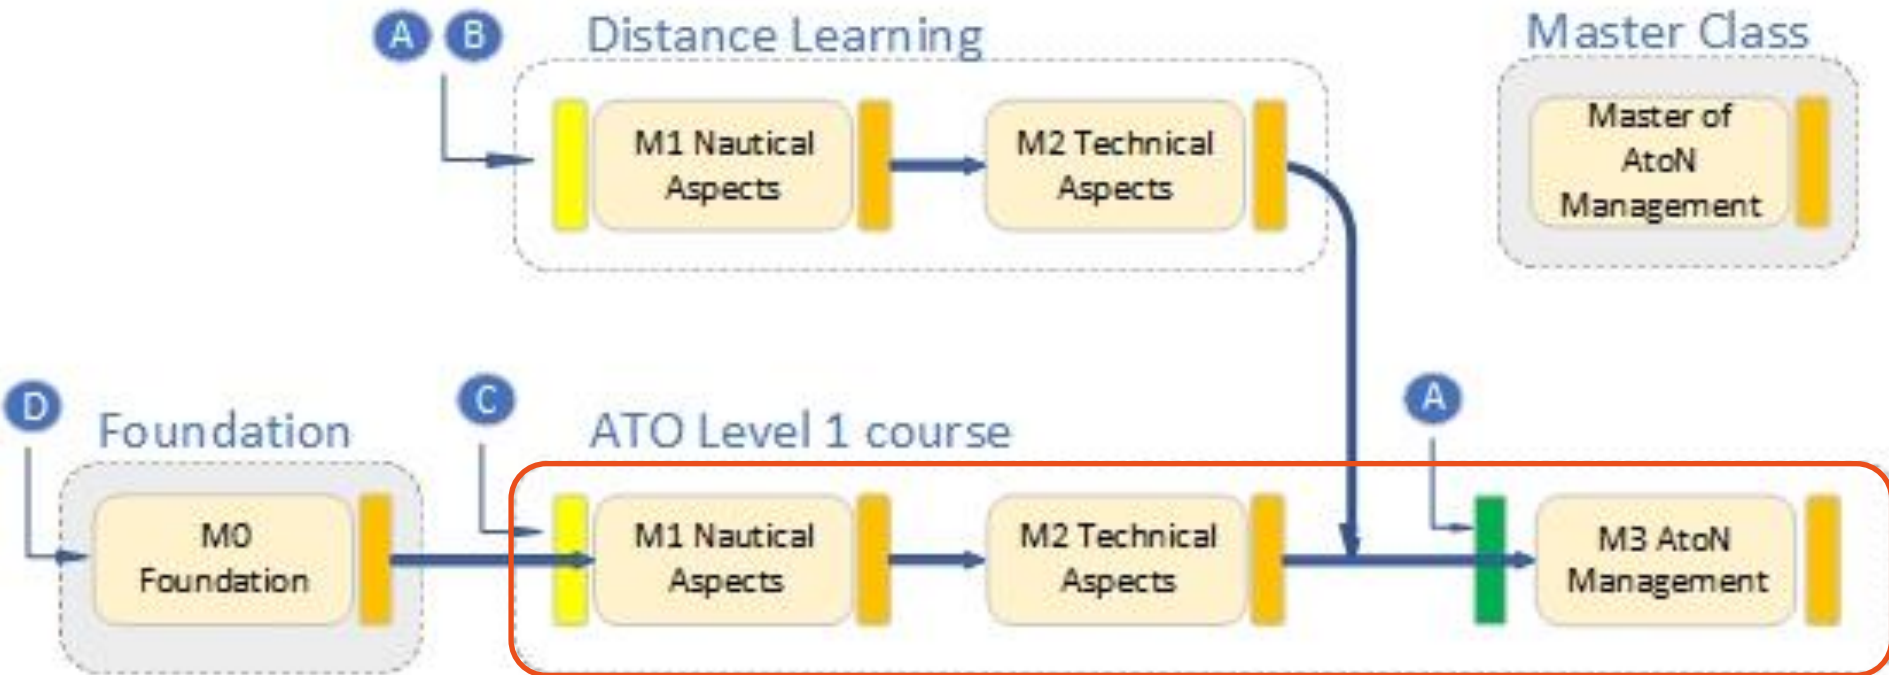 A B
Distance Learning
Master Class
M1 Nautical
Aspects
M2 Technical
Aspects
Master of
AtoN
Management
D
Foundation
C
ATO Level 1 course
A
M0
Foundation
M1 Nautical
Aspects
M2 Technical
Aspects
M3 AtoN
Management